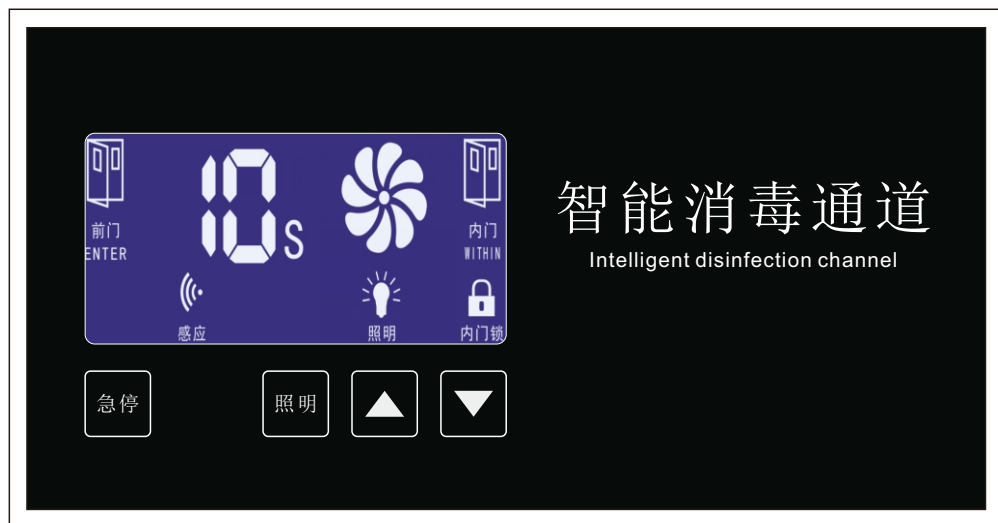 10s
前门
ENTER
内门
WITHIN
感应
照明
内门锁
急停
照明
智能消毒通道
Intelligent disinfection channel